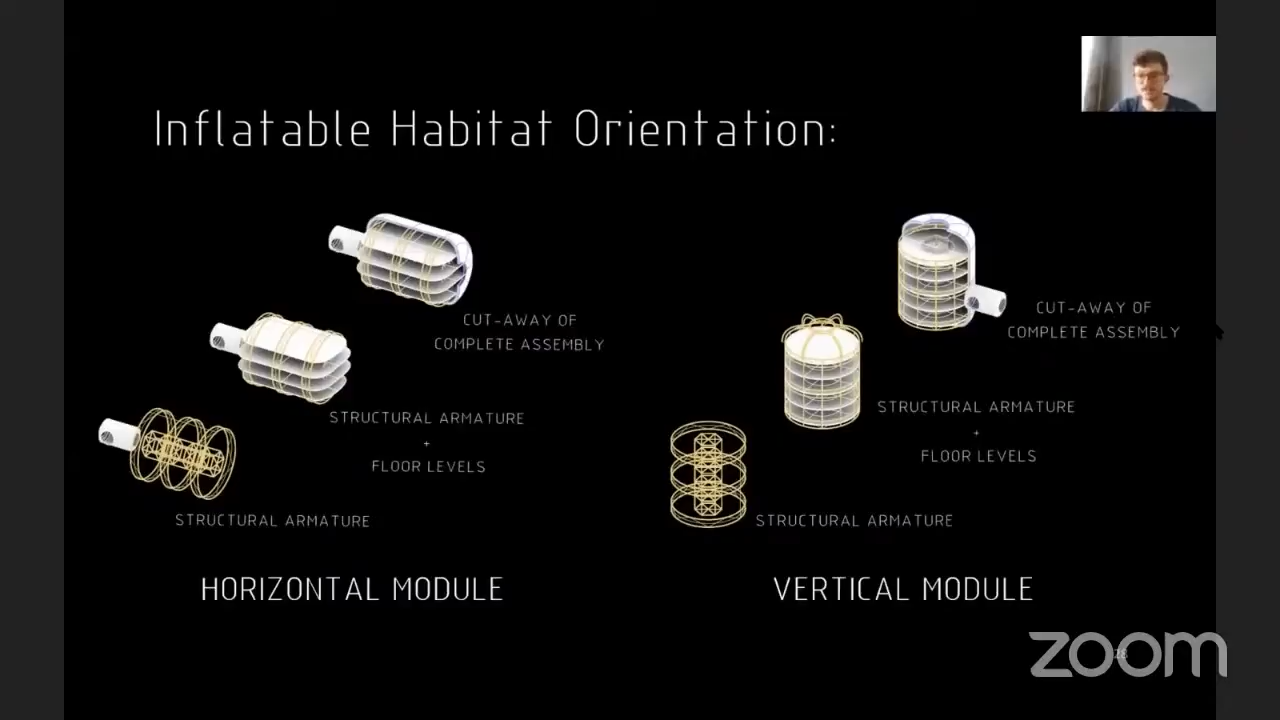 Inflatable Habitat Orientation:
CUT-AWAY OF
COMPLETE ASSEMBLY
STRUCTURAL ARMATURE
+
FLOOR LEVELS
STRUCTURAL ARMATURE
HORIZONTAL MODULE
CUT-AWAY OF
COMPLETE ASSEMBLY
STRUCTURAL ARMATURE
+
FLOOR LEVELS
STRUCTURAL ARMATURE
VERTICAL MODULE
28
zoom